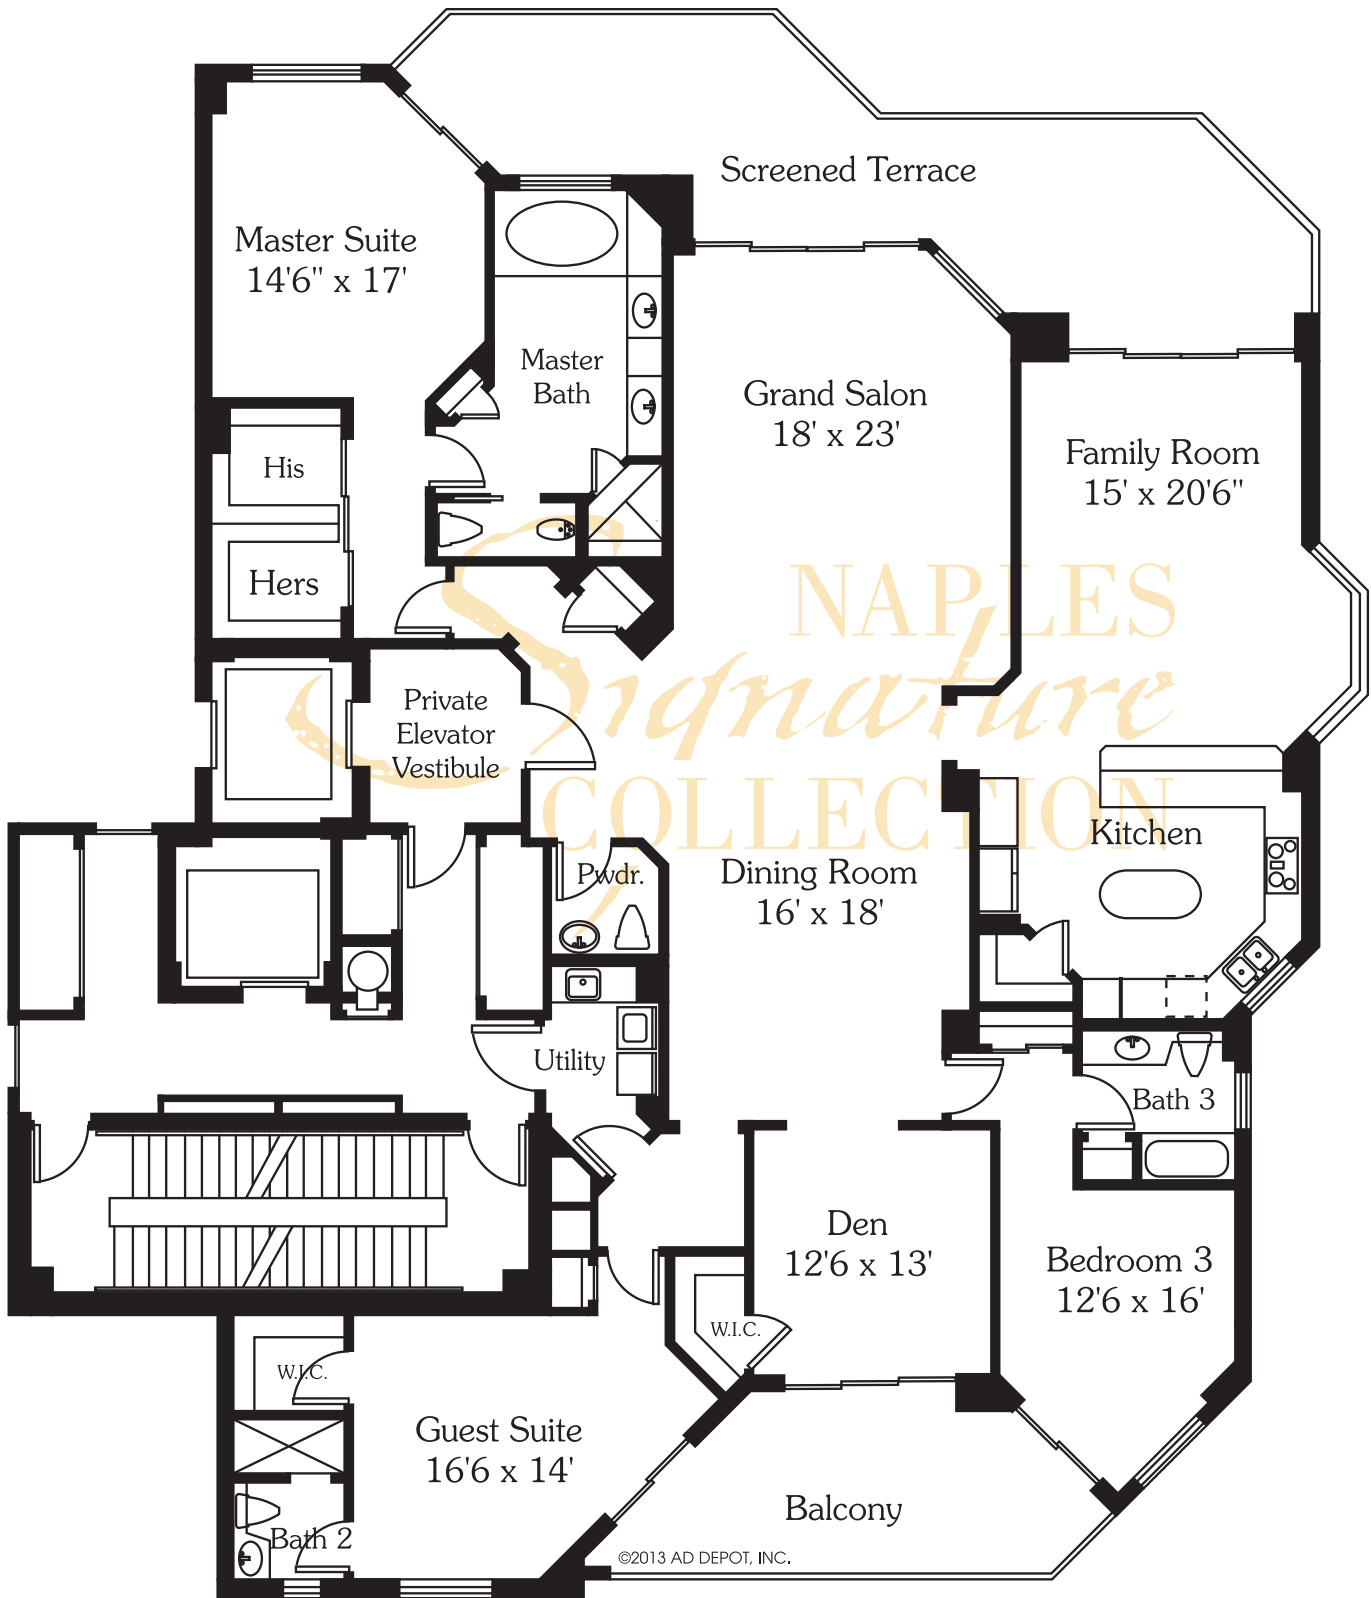 Screened Terrace
Master Suite
14'6" x 17'
Master
Bath
Grand Salon
18' x 23'
Family Room
15' x 20'6"
His
Hers
NAPLES
Signature
COLLECTION
Private
Elevator
Vestibule
Kitchen
Pwdr.
Dining Room
16' x 18'
Utility
Bath 3
Den
12'6 x 13'
Bedroom 3
12'6 x 16'
W.I.C.
W.I.C.
Guest Suite
16'6 x 14'
Balcony
Bath 2
©2013 AD DEPOT, INC.